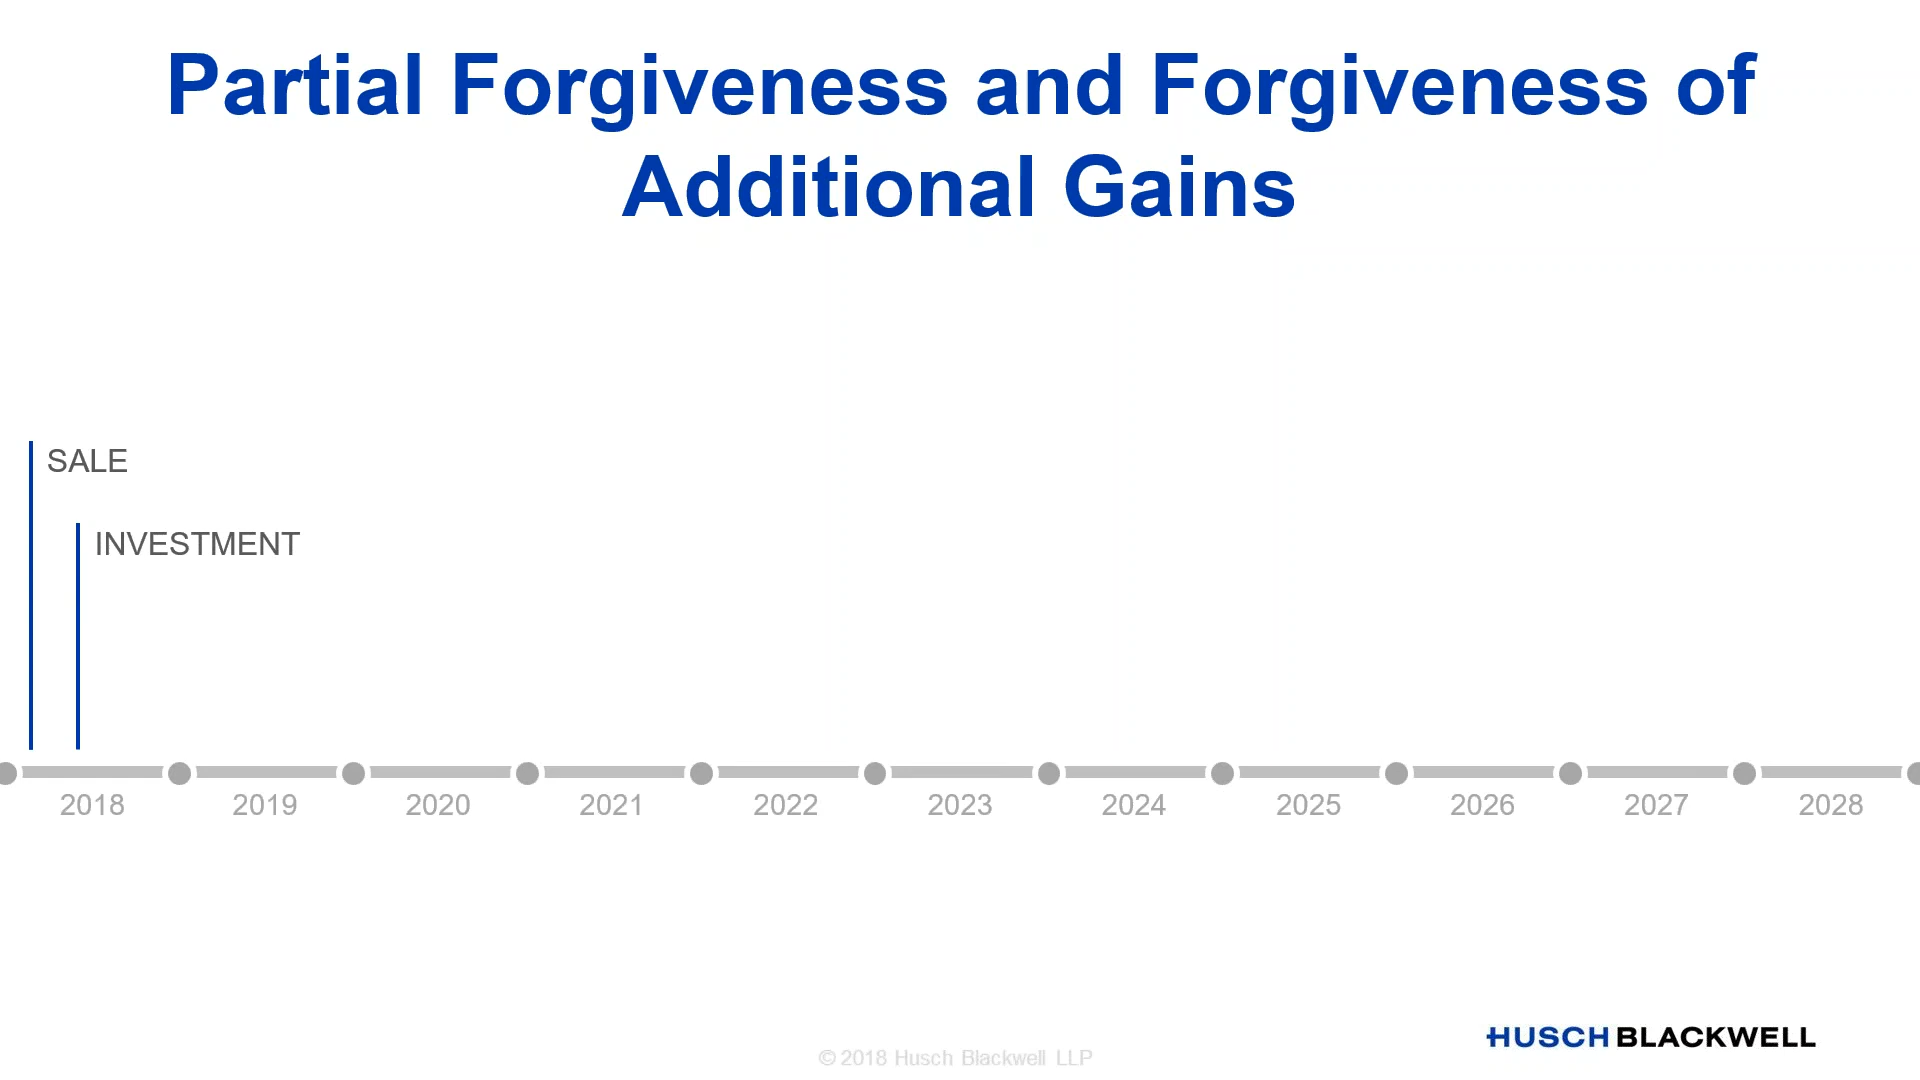 Partial Forgiveness and Forgiveness of
Additional Gains
SALE
INVESTMENT
2018 2019 2020 2021 2022 2023 2024 2025 2026 2027 2028
HUSCH BLACKWELL
© 2018 Husch Blackwell LLP